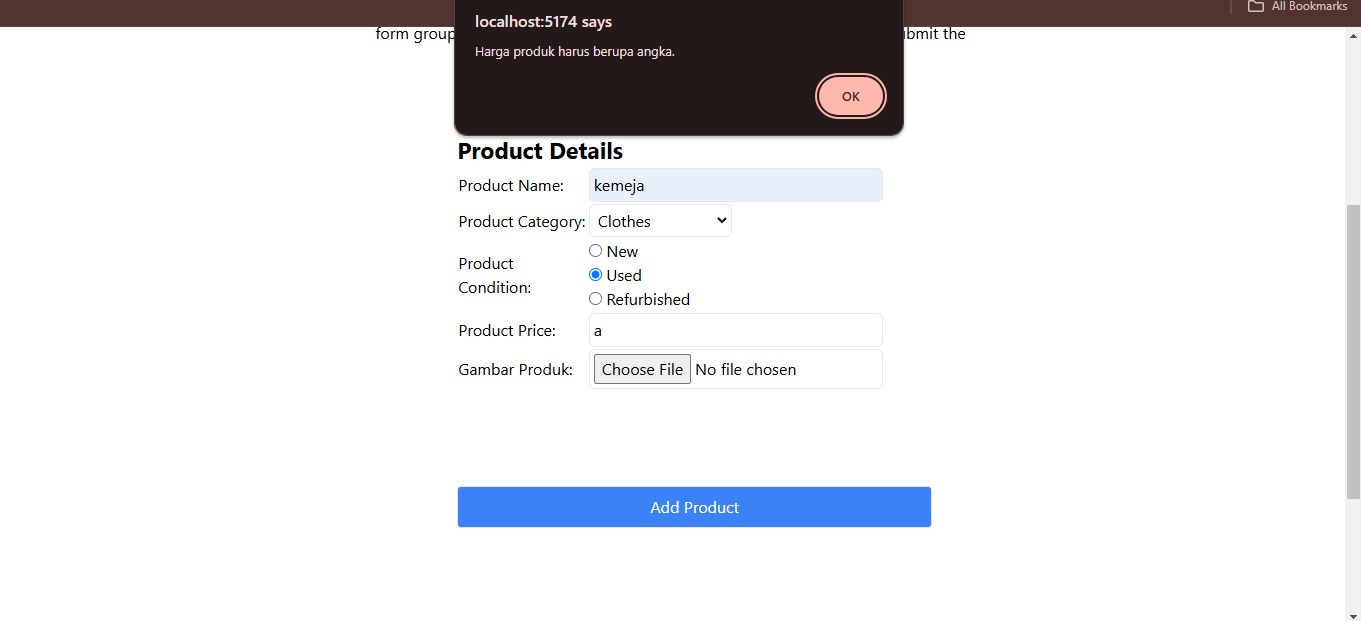 All Bookmarks
localhost:5174 says
Harga produk harus berupa angka.
OK
form group
ubmit the
Product Details
Product Name: kemeja
Product Category: Clothes
Product Condition:
New
Used
Refurbished
Product Price: a
Gambar Produk: Choose File No file chosen
Add Product